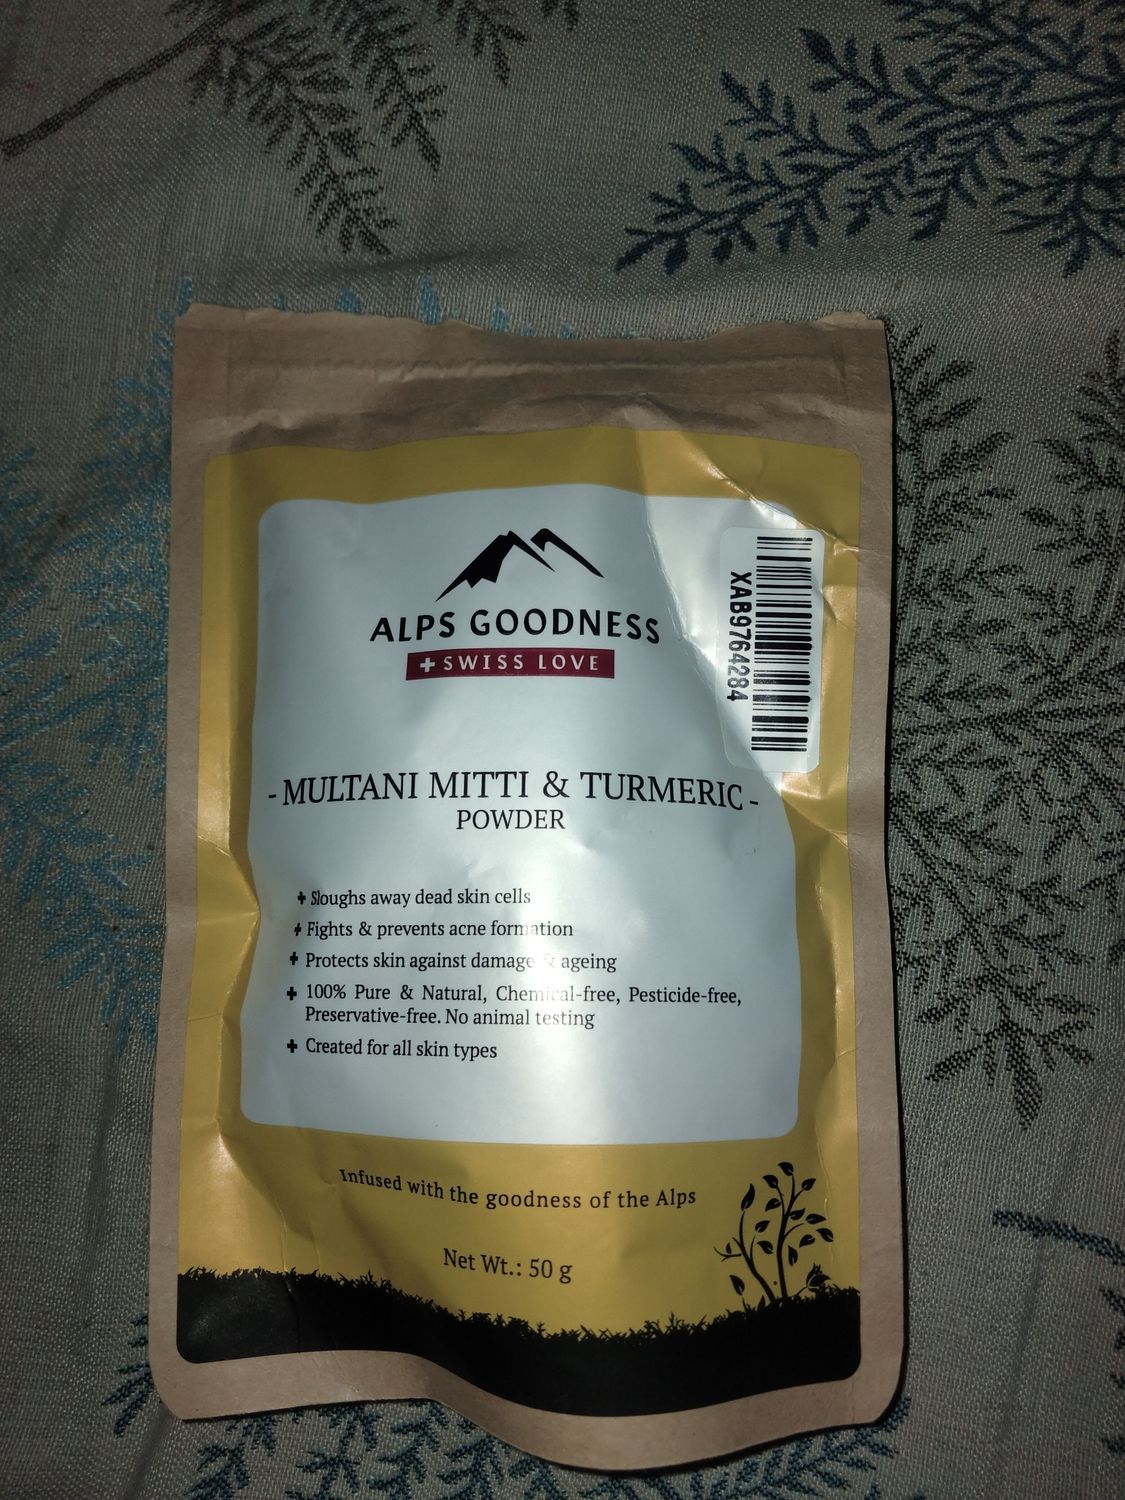 ALPS GOODNESS
SWISS LOVE
XAB9764284
- MULTANI MITTI & TURMERIC -
POWDER
Sloughs away dead skin cells
Fights & prevents acne formation
Protects skin against damage & ageing
100% Pure & Natural, Chemical-free, Pesticide-free,
Preservative-free. No animal testing
Created for all skin types
Infused with the goodness of the Alps
Net Wt.: 50 g